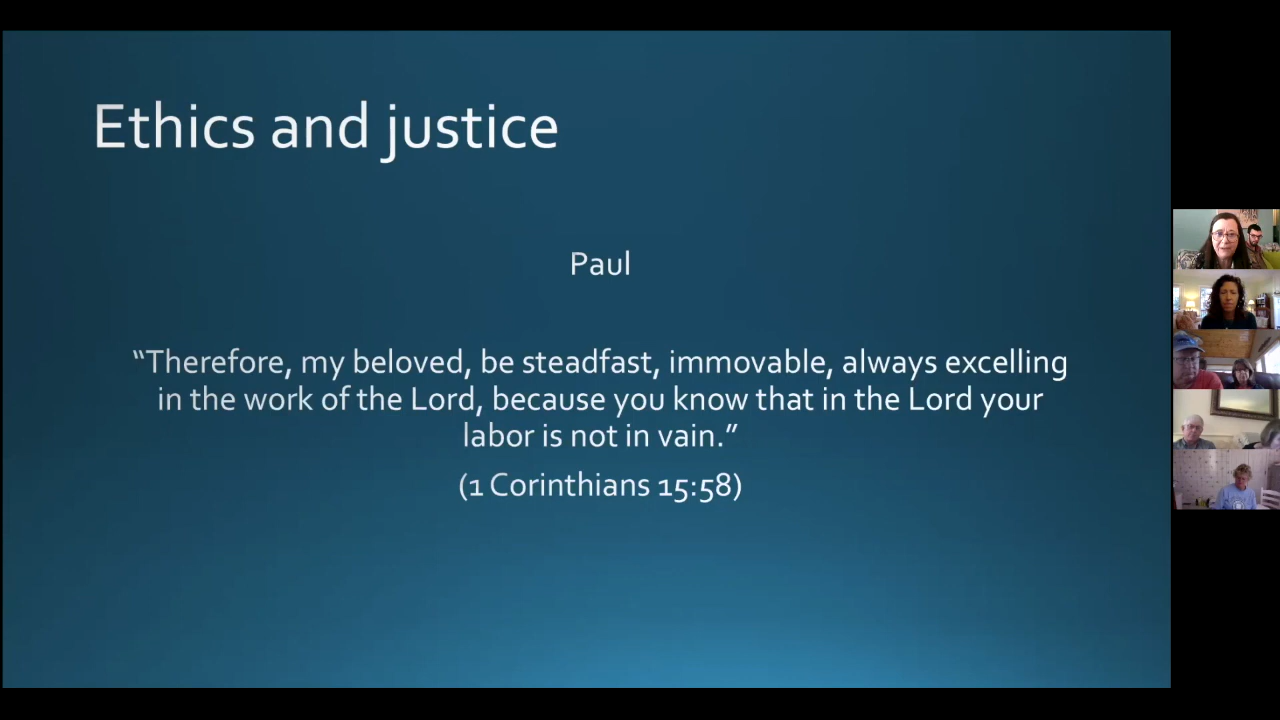 Ethics and justice
Paul
“Therefore, my beloved, be steadfast, immovable, always excelling
in the work of the Lord, because you know that in the Lord your
labor is not in vain.”
(1 Corinthians 15:58)